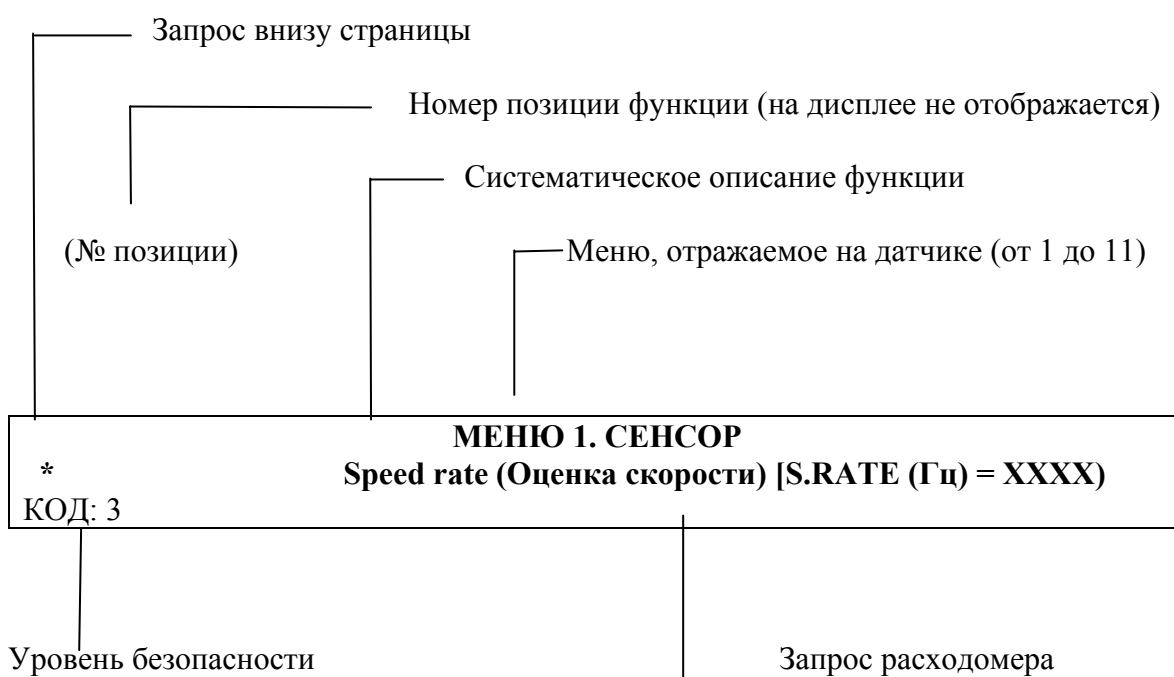 Запрос внизу страницы
Номер позиции функции (на дисплее не отображается)
Систематическое описание функции
(№ позиции)
Меню, отражаемое на датчике (от 1 до 11)
МЕНЮ 1. СЕНСОР
* Speed rate (Оценка скорости) [S.RATE (Гц) = XXXX)
КОД: 3
Уровень безопасности
Запрос расходомера